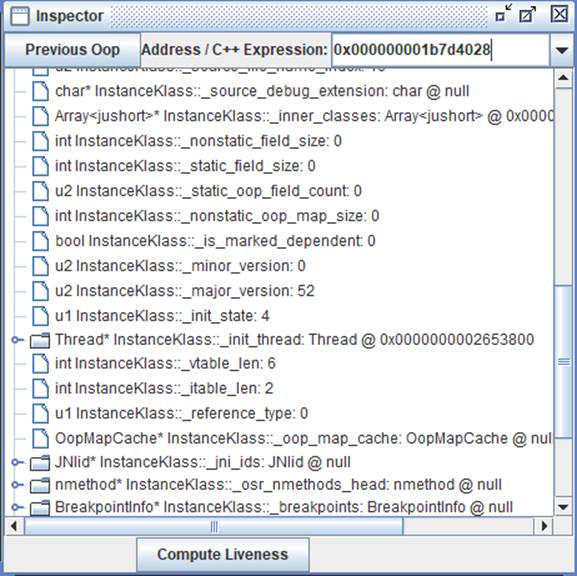 Inspector
Previous Oop Address / C++ Expression: 0x000000001b7d4028
u2 InstanceKlass::_source_file_name_index:
char* InstanceKlass::_source_debug_extension: char @ null
Array<jushort>* InstanceKlass::_inner_classes: Array<jushort> @ 0x0000
int InstanceKlass::_nonstatic_field_size: 0
int InstanceKlass::_static_field_size: 0
u2 InstanceKlass::_static_oop_field_count: 0
int InstanceKlass::_nonstatic_oop_map_size: 0
bool InstanceKlass::_is_marked_dependent: 0
u2 InstanceKlass::_minor_version: 0
u2 InstanceKlass::_major_version: 52
u1 InstanceKlass::_init_state: 4
Thread* InstanceKlass::_init_thread: Thread @ 0x0000000002653800
int InstanceKlass::_vtable_len: 6
int InstanceKlass::_itable_len: 2
u1 InstanceKlass::_reference_type: 0
OopMapCache* InstanceKlass::_oop_map_cache: OopMapCache @ nul
JNIid* InstanceKlass::_jni_ids: JNIid @ null
nmethod* InstanceKlass::_osr_nmethods_head: nmethod @ null
BreakpointInfo* InstanceKlass::_breakpoints: BreakpointInfo @ null
Compute Liveness